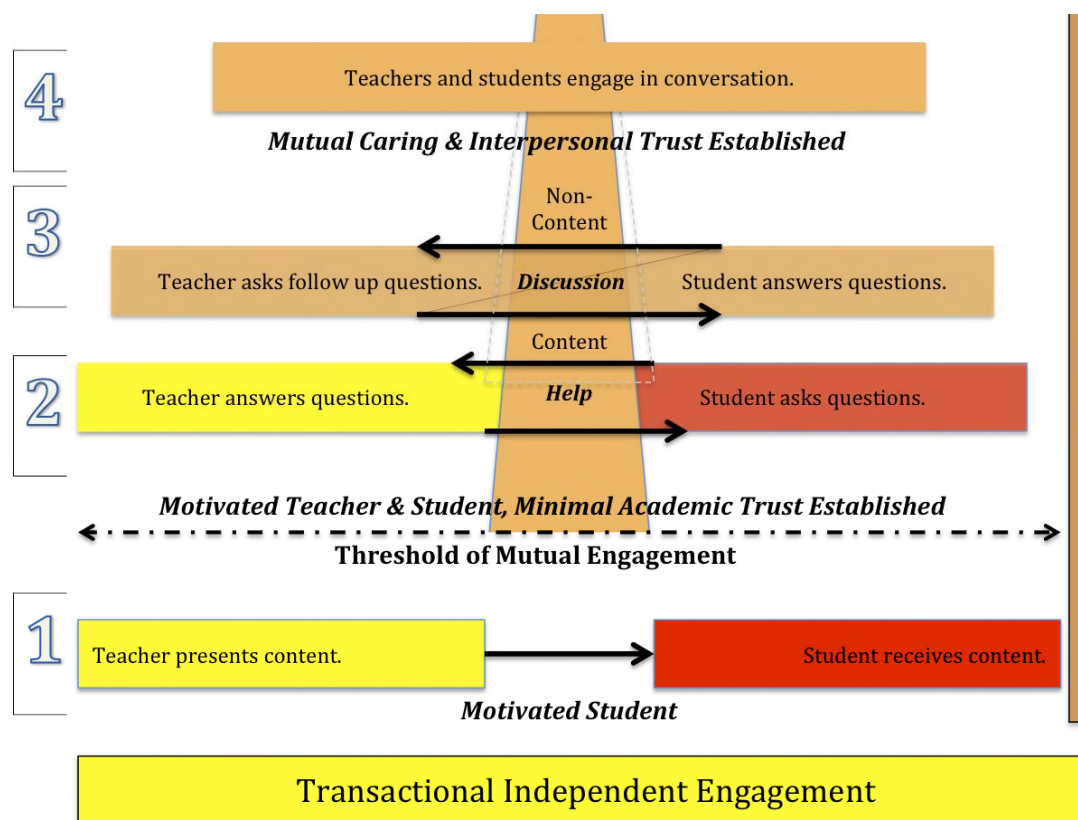 4
Teachers and students engage in conversation.
Mutual Caring & Interpersonal Trust Established
3
Non-
Content
Teacher asks follow up questions.
Discussion
Student answers questions.
Content
2
Teacher answers questions.
Help
Student asks questions.
Motivated Teacher & Student, Minimal Academic Trust Established
Threshold of Mutual Engagement
1
Teacher presents content.
Student receives content.
Motivated Student
Transactional Independent Engagement